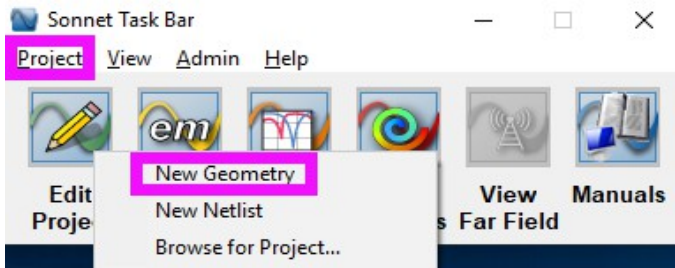 Sonnet Task Bar
Project View Admin Help
em
New Geometry
New Netlist
Browse for Project...
Edit
View
Manuals
Far Field